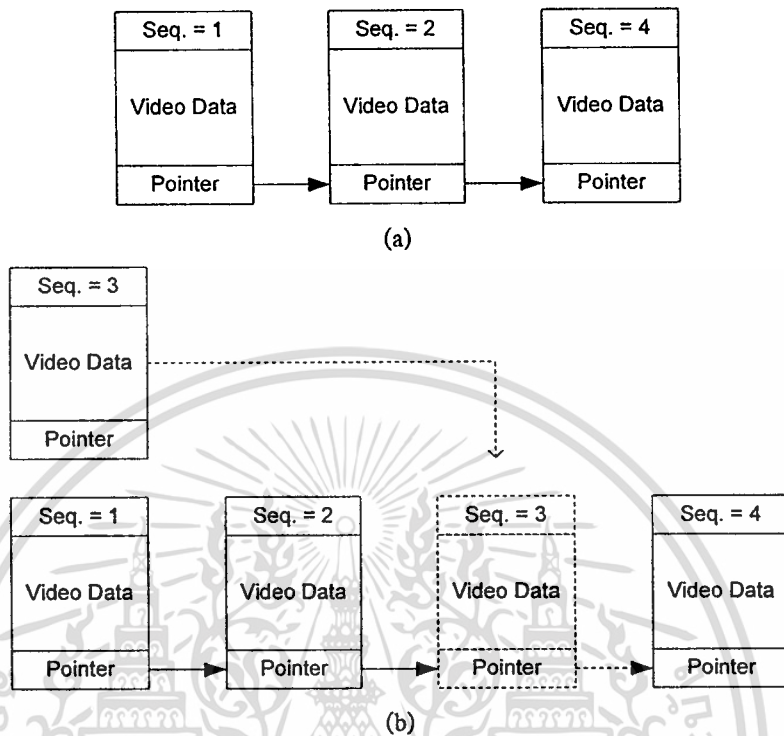 Seq. = 1
Seq. = 2
Seq. = 4
Video Data
Video Data
Video Data
Pointer
Pointer
Pointer
(a)
Seq. = 3
Video Data
Pointer
Seq. = 1
Seq. = 2
Seq. = 3
Seq. = 4
Video Data
Video Data
Video Data
Video Data
Pointer
Pointer
Pointer
Pointer
(b)